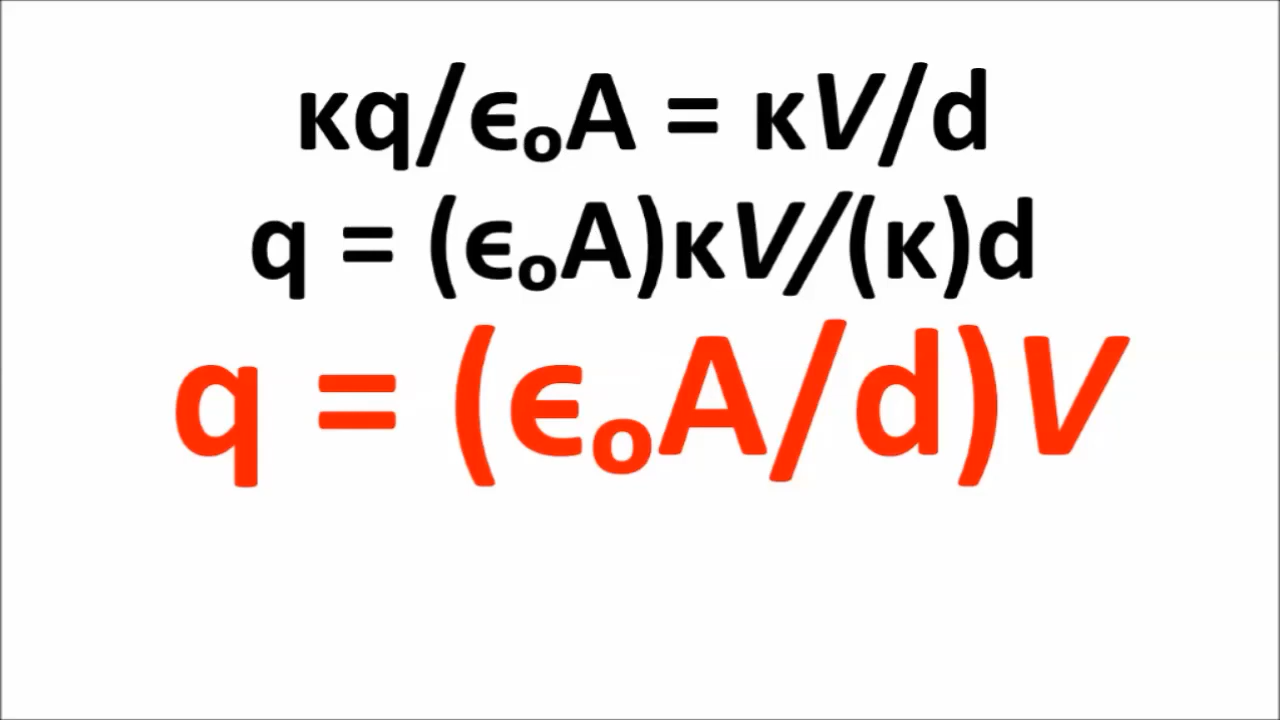 κq/ϵₒA = κV/d
q = (ϵₒA)κV/(κ)d
q = (ϵₒA/d)V